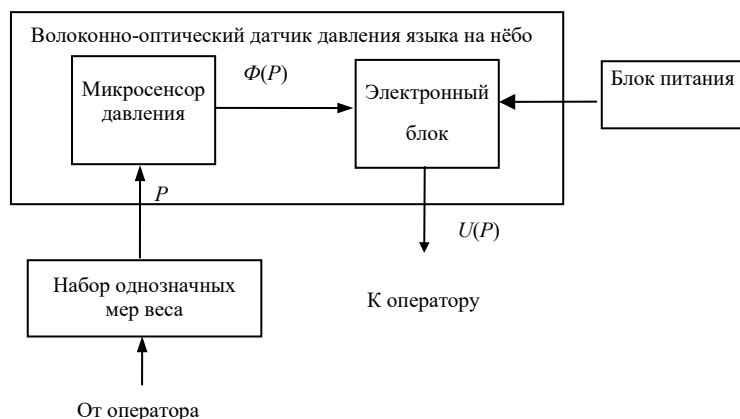 Волоконно-оптический датчик давления языка на нёбо
Микросенсор
давления
Φ(P)
Электронный
блок
Блок питания
P
U(P)
Набор однозначных
мер веса
К оператору
От оператора